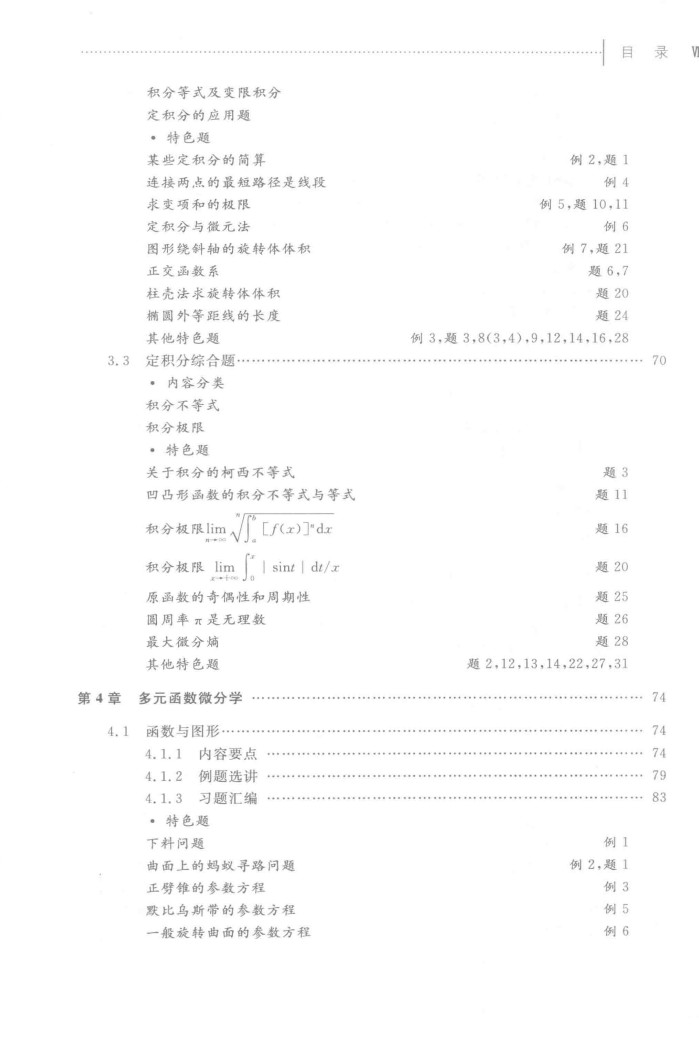 目 录 Ⅶ
积分等式及变限积分
定积分的应用题
• 特色题
某些定积分的简算 例 2,题 1
连接两点的最短路径是线段 例 4
求变项和的极限 例 5,题 10,11
定积分与微元法 例 6
图形绕斜轴的旋转体体积 例 7,题 21
正交函数系 题 6,7
柱壳法求旋转体体积 题 20
椭圆外等距线的长度 题 24
其他特色题 例 3,题 3,8(3,4),9,12,14,16,28
3.3 定积分综合题 …… 70
• 内容分类
积分不等式
积分极限
• 特色题
关于积分的柯西不等式 题 3
凹凸形函数的积分不等式与等式 题 11
积分极限 lim_{n→∞} \sqrt[n]{∫_a^b [f(x)]^n dx} 题 16
积分极限 lim_{x→+∞} ∫_0^x |sint| dt/x 题 20
原函数的奇偶性和周期性 题 25
圆周率 π 是无理数 题 26
最大微分熵 题 28
其他特色题 题 2,12,13,14,22,27,31
第 4 章 多元函数微分学 …… 74
4.1 函数与图形 …… 74
4.1.1 内容要点 …… 74
4.1.2 例题选讲 …… 79
4.1.3 习题汇编 …… 83
• 特色题
下料问题 例 1
曲面上的蚂蚁寻路问题 例 2,题 1
正劈锥的参数方程 例 3
默比乌斯带的参数方程 例 5
一般旋转曲面的参数方程 例 6